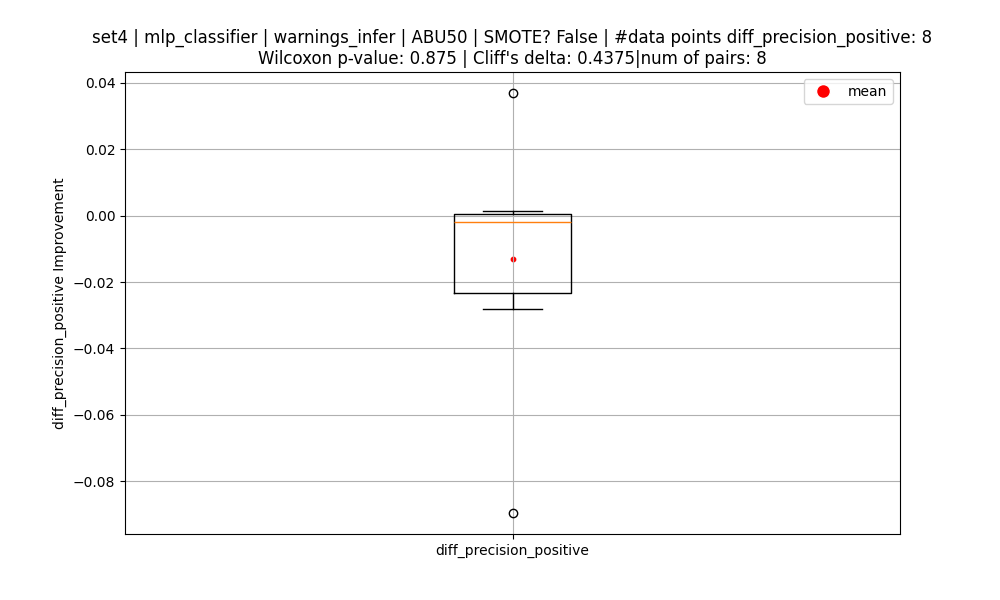 set4 | mlp_classifier | warnings_infer | ABU50 | SMOTE? False | #data points diff_precision_positive: 8
Wilcoxon p-value: 0.875 | Cliff's delta: 0.4375|num of pairs: 8
mean
0.04
0.02
0.00
−0.02
−0.04
−0.06
−0.08
diff_precision_positive Improvement
diff_precision_positive